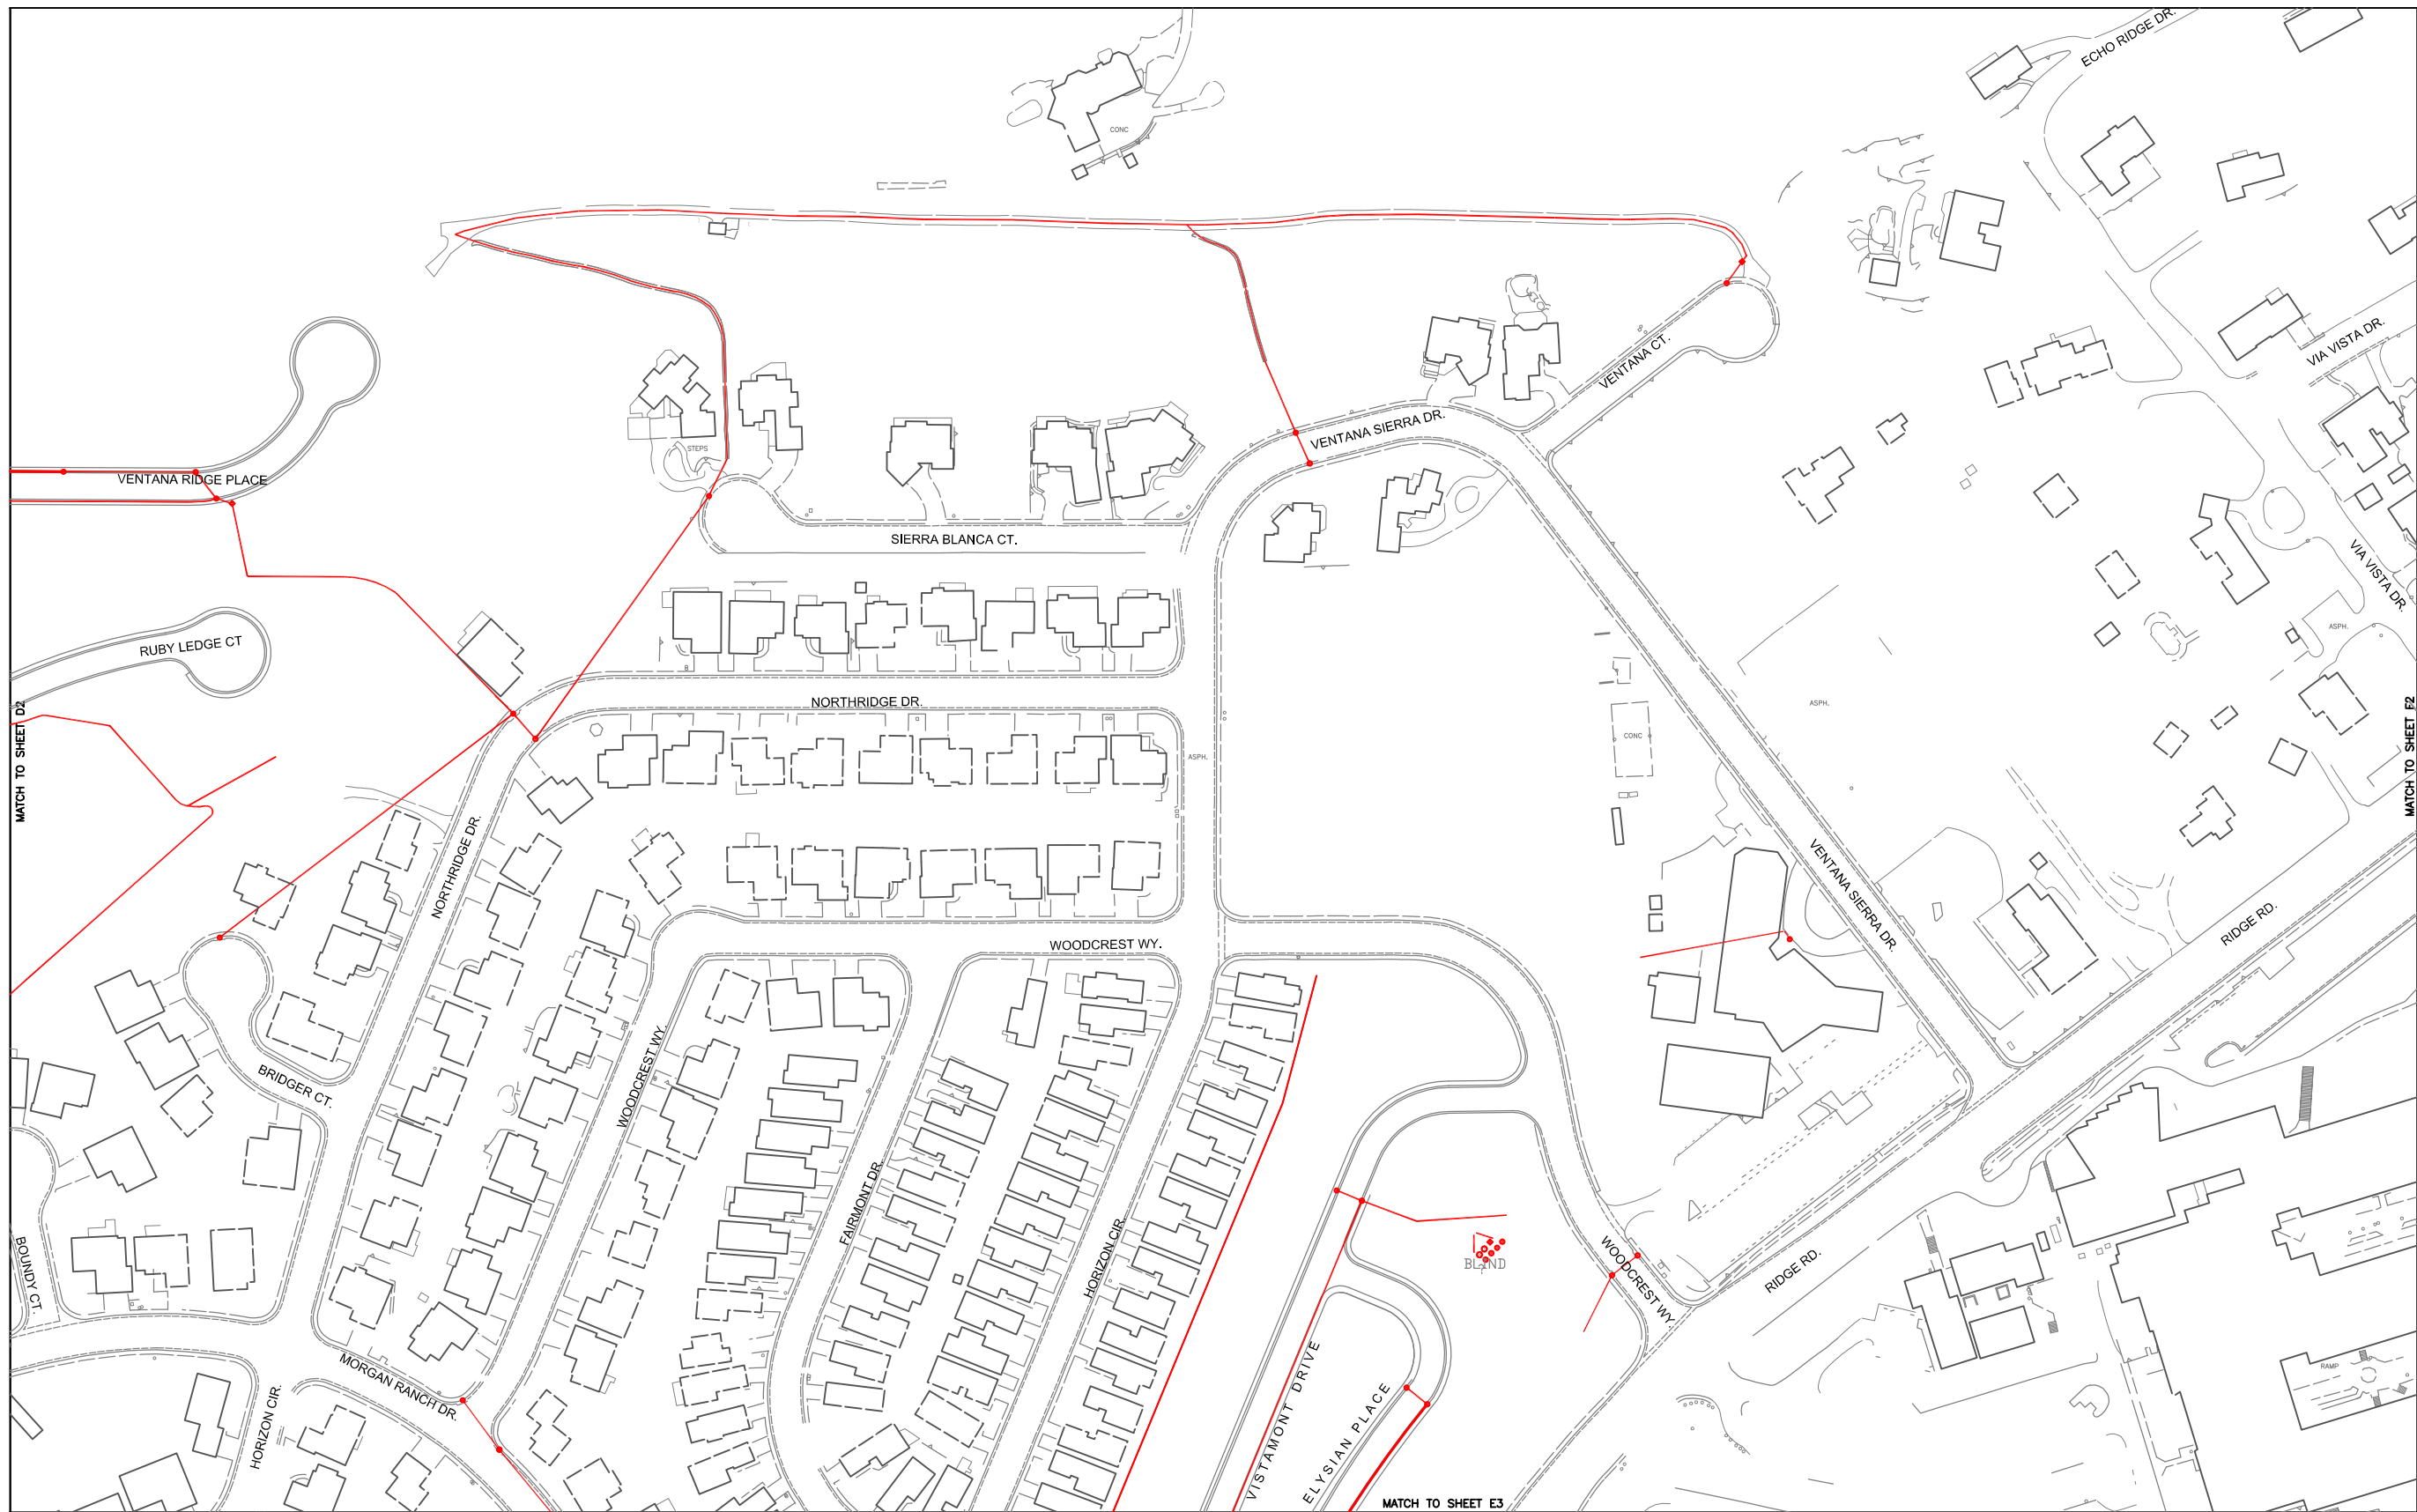 ECHO RIDGE DR.
CONC
VIA VISTA DR.
VENTANA CT.
VENTANA SIERRA DR.
STEPS
VENTANA RIDGE PLACE
SIERRA BLANCA CT.
VIA VISTA DR.
ASPH.
RUBY LEDGE CT
NORTHRIDGE DR.
ASPH.
MATCH TO SHEET D2
CONC
MATCH TO SHEET F2
ASPH.
NORTHRIDGE DR.
VENTANA SIERRA DR.
RIDGE RD.
WOODCREST WY.
BRIDGER CT.
WOODCREST WY.
FAIRMONT DR.
HORIZON CIR.
BLIND
?
WOODCREST WY.
RIDGE RD.
BOUNDY CT.
MORGAN RANCH DR.
HORIZON CIR.
VISTAMONT DRIVE
ELYSIAN PLACE
RAMP
MATCH TO SHEET E3